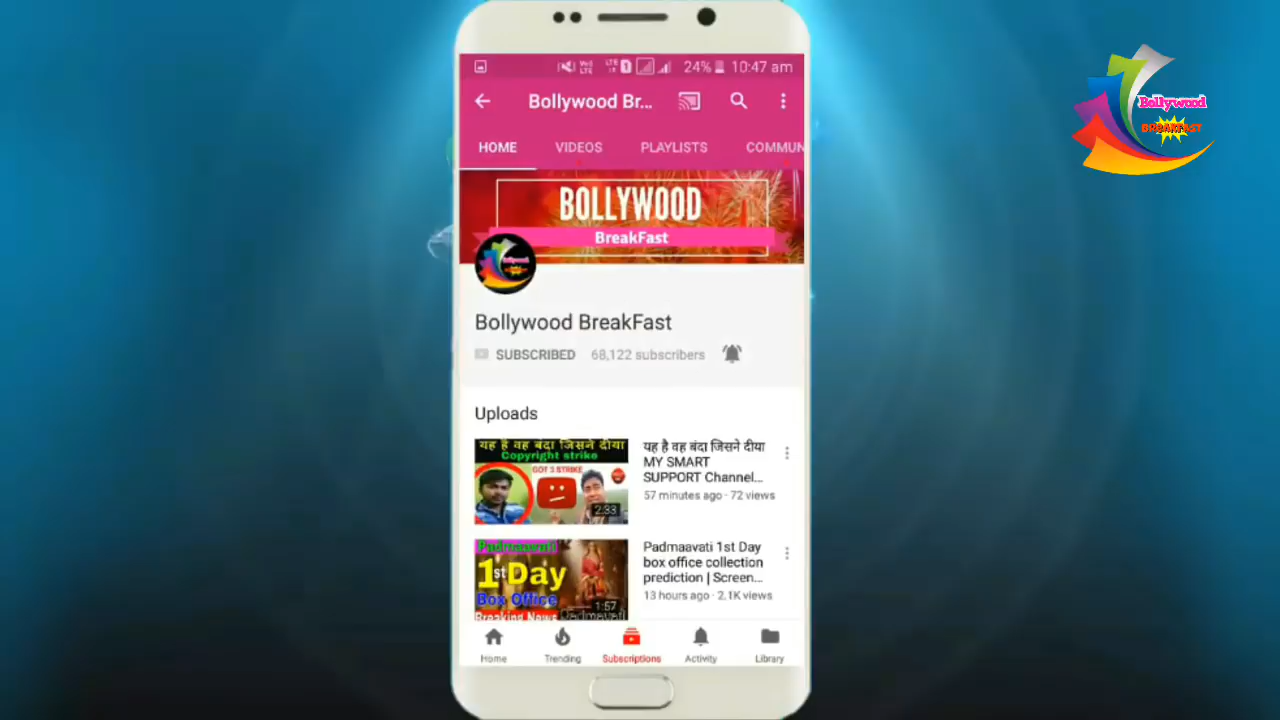 24% 10:47 am
Bollywood Br...
HOME VIDEOS PLAYLISTS COMMUN
Bollywood
BREAKFAST
BOLLYWOOD
BreakFast
Bollywood BreakFast
SUBSCRIBED 68,122 subscribers
Uploads
यह है वह बंदा जिसने दीया
Copyright strike
GOT 3 STRIKE
2:33
यह है वह बंदा जिसने दीया
MY SMART
SUPPORT Channel...
57 minutes ago · 72 views
Padmaavati
1st Day
Box Office
Breaking News
Padmavati
1:57
Padmaavati 1st Day
box office collection
prediction | Screen...
13 hours ago · 2.1K views
Home Trending Subscriptions Activity Library